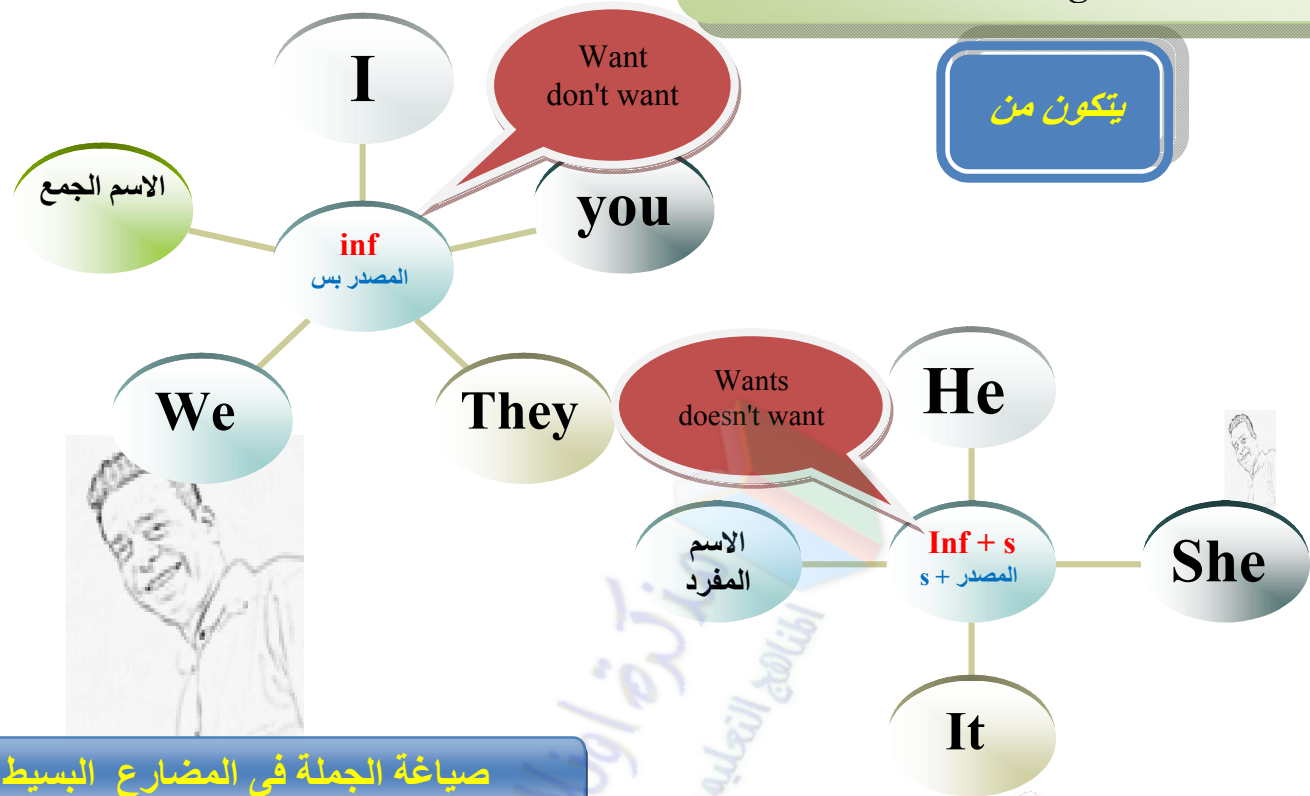 يتكون من
I
Want
don't want
الاسم الجمع
you
inf
المصدر بس
We
They
Wants
doesn't want
He
الاسم
المفرد
Inf + s
المصدر + s
She
It
صياغة الجملة في المضارع البسيط